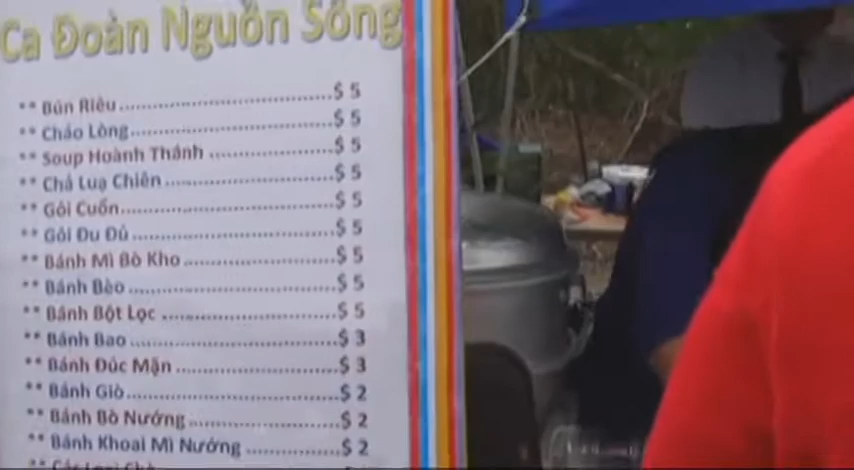 Ca Đoàn Nguồn Sống
** Bún Riêu.....................................$ 5
** Cháo Lòng...................................$ 5
** Soup Hoành Thánh .....................$ 5
** Chả Luạ Chiên .............................$ 5
** Gỏi Cuốn.....................................$ 5
** Gỏi Đu Đủ...................................$ 5
** Bánh Mì Bò Kho..........................$ 5
** Bánh Bèo....................................$ 5
** Bánh Bột Lọc ..............................$ 5
** Bánh Bao....................................$ 3
** Bánh Đúc Mặn............................$ 3
** Bánh Giò.....................................$ 2
** Bánh Bò Nướng..........................$ 2
** Bánh Khoai Mì Nướng .................$ 2